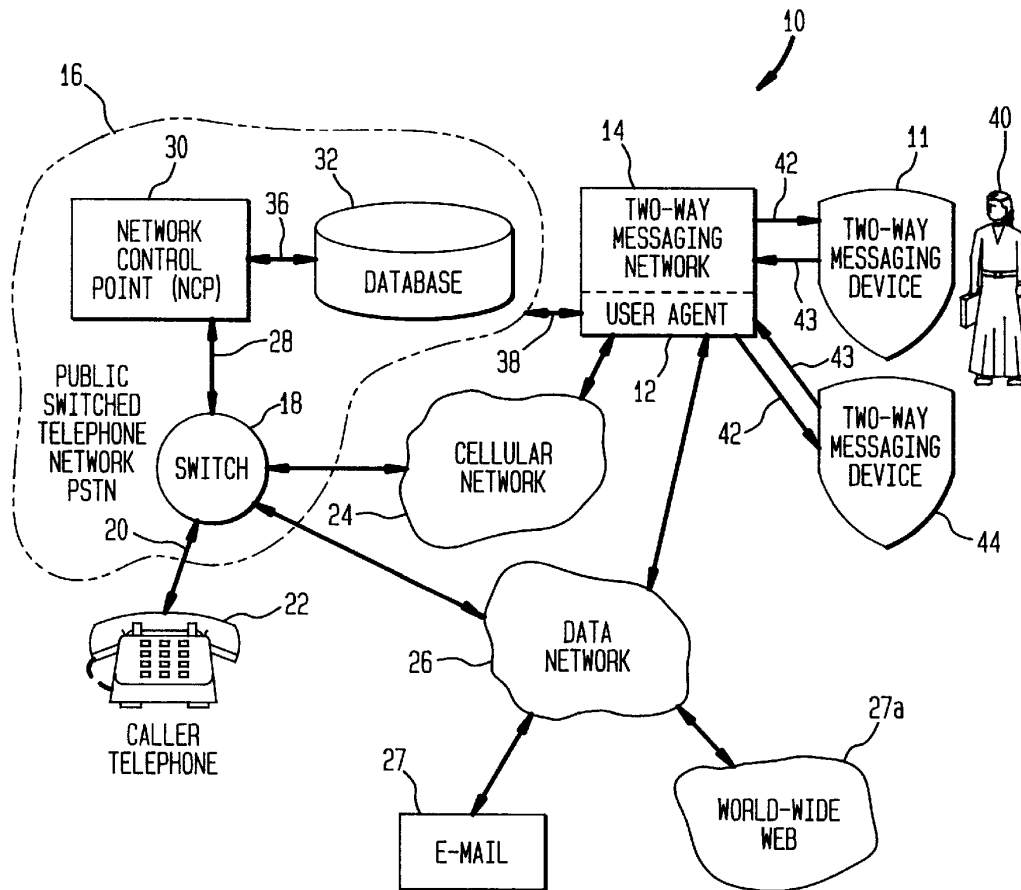 10
16
30
32
14
11
40
42
36
NETWORK
CONTROL
POINT (NCP)
DATABASE
TWO-WAY
MESSAGING
NETWORK
USER AGENT
TWO-WAY
MESSAGING
DEVICE
43
28
38
12
43
42
PUBLIC
SWITCHED
TELEPHONE
NETWORK
PSTN
18
SWITCH
CELLULAR
NETWORK
24
TWO-WAY
MESSAGING
DEVICE
44
20
22
CALLER
TELEPHONE
26
DATA
NETWORK
27
E-MAIL
27a
WORLD-WIDE
WEB